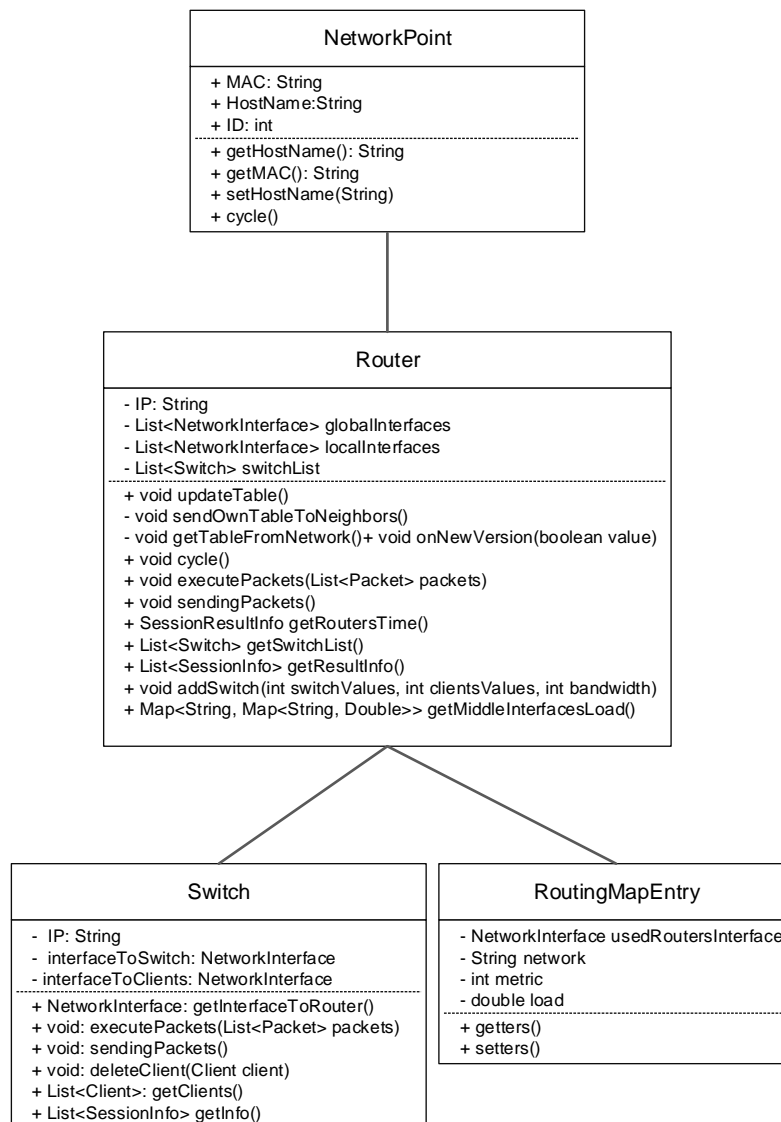 NetworkPoint
+ MAC: String
+ HostName:String
+ ID: int
+ getHostName(): String
+ getMAC(): String
+ setHostName(String)
+ cycle()
Router
- IP: String
- List<NetworkInterface> globalInterfaces
- List<NetworkInterface> localInterfaces
- List<Switch> switchList
+ void updateTable()
- void sendOwnTableToNeighbors()
- void getTableFromNetwork()+ void onNewVersion(boolean value)
+ void cycle()
+ void executePackets(List<Packet> packets)
+ void sendingPackets()
+ SessionResultInfo getRoutersTime()
+ List<Switch> getSwitchList()
+ List<SessionInfo> getResultInfo()
+ void addSwitch(int switchValues, int clientsValues, int bandwidth)
+ Map<String, Map<String, Double>> getMiddleInterfacesLoad()
Switch
- IP: String
- interfaceToSwitch: NetworkInterface
- interfaceToClients: NetworkInterface
+ NetworkInterface: getInterfaceToRouter()
+ void: executePackets(List<Packet> packets)
+ void: sendingPackets()
+ void: deleteClient(Client client)
+ List<Client>: getClients()
+ List<SessionInfo> getInfo()
RoutingMapEntry
- NetworkInterface usedRoutersInterface
- String network
- int metric
- double load
+ getters()
+ setters()